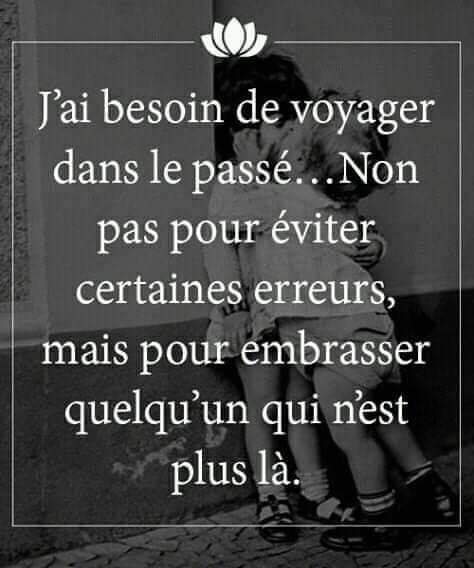 J'ai besoin de voyager
dans le passé...Non
pas pour éviter
certaines erreurs,
mais pour embrasser
quelqu'un qui n'est
plus là.